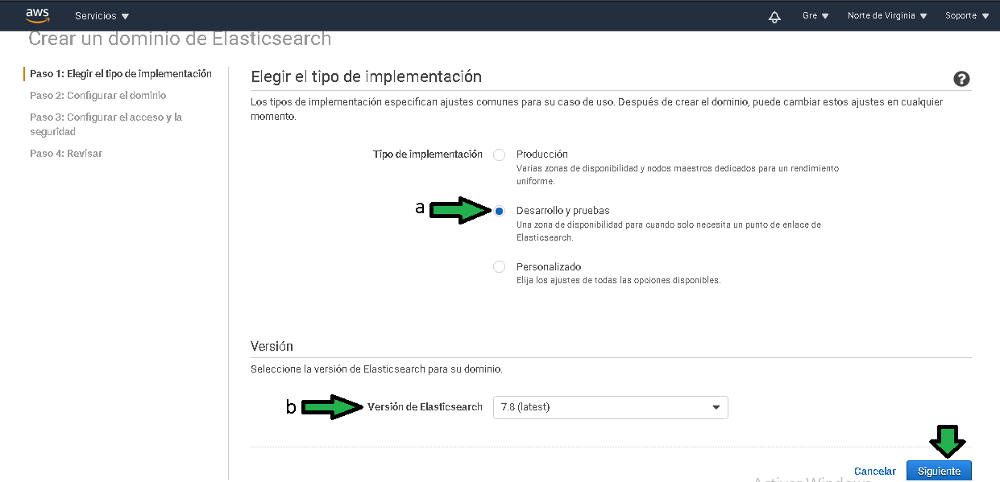 aws
Servicios
Gre
Norte de Virginia
Soporte
Crear un dominio de Elasticsearch
Paso 1: Elegir el tipo de implementación
Paso 2: Configurar el dominio
Paso 3: Configurar el acceso y la
seguridad
Paso 4: Revisar
Elegir el tipo de implementación
?
Los tipos de implementación especifican ajustes comunes para su caso de uso. Después de crear el dominio, puede cambiar estos ajustes en cualquier
momento.
Tipo de implementación
Producción
Varias zonas de disponibilidad y nodos maestros dedicados para un rendimiento
uniforme.
a
Desarrollo y pruebas
Una zona de disponibilidad para cuando solo necesita un punto de enlace de
Elasticsearch.
Personalizado
Elija los ajustes de todas las opciones disponibles.
Versión
Seleccione la versión de Elasticsearch para su dominio.
b
Versión de Elasticsearch
7.8 (latest)
Cancelar
Siguiente
Activar Windows